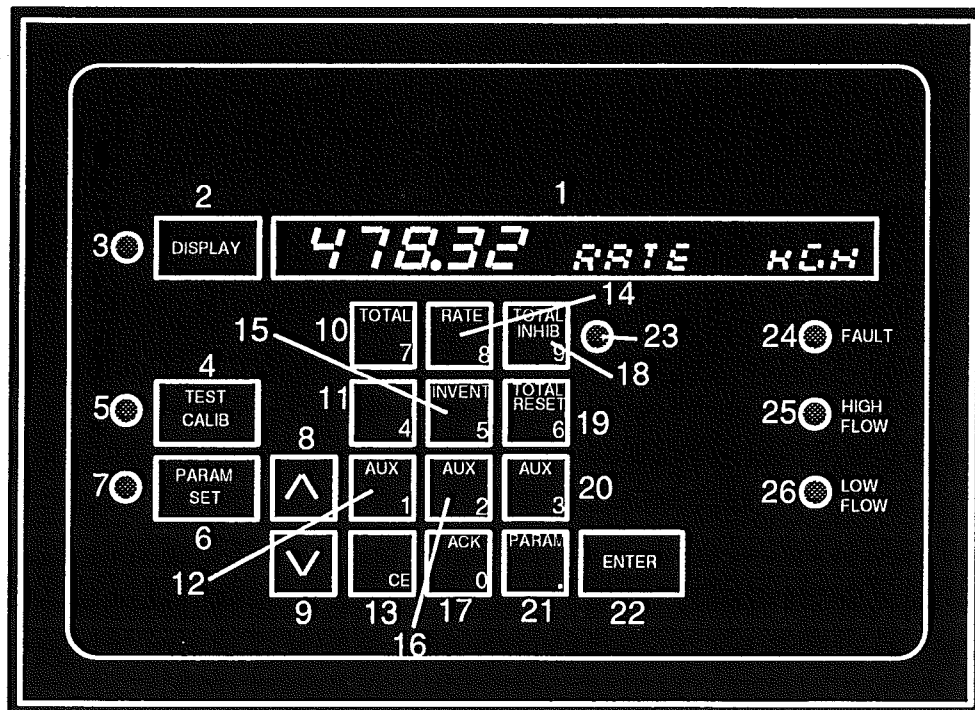 2 1
3 DISPLAY 478.32 RATE KGH
14
15 10 TOTAL 7 RATE 8 TOTAL INHIB 9 23 24 FAULT
18
4
5 TEST CALIB 11 4 INVENT 5 TOTAL RESET 6 19 25 HIGH FLOW
8
7 PARAM SET AUX 1 AUX 2 AUX 3 20 26 LOW FLOW
6
12 CE ACK 0 PARAM . ENTER
9 13 17 21 22
16